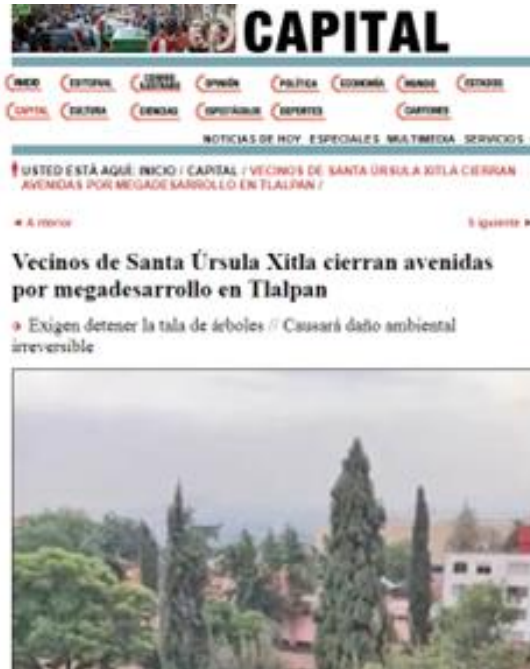 CAPITAL
INICIO EDITORIAL OPINIÓN POLÍTICA ECONOMÍA MUNDO ESTADOS
CAPITAL CULTURA CIENCIAS ESPECTÁCULOS DEPORTES CARTONES
NOTICIAS DE HOY ESPECIALES MULTIMEDIA SERVICIOS
USTED ESTÁ AQUÍ: INICIO / CAPITAL / VECINOS DE SANTA ÚRSULA XITLA CIERRAN
AVENIDAS POR MEGADESARROLLO EN TLALPAN /
Anterior Siguiente
Vecinos de Santa Úrsula Xitla cierran avenidas
por megadesarrollo en Tlalpan
Exigen detener la tala de árboles // Causará daño ambiental
irreversible